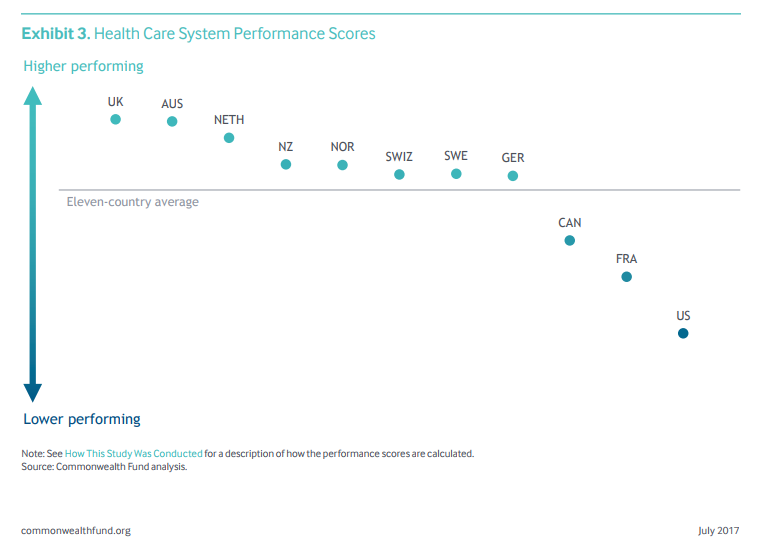 Exhibit 3. Health Care System Performance Scores
Higher performing
UK
AUS
NETH
NZ
NOR
SWIZ
SWE
GER
Eleven-country average
CAN
FRA
US
Lower performing
Note: See How This Study Was Conducted for a description of how the performance scores are calculated.
Source: Commonwealth Fund analysis.
commonwealthfund.org
July 2017